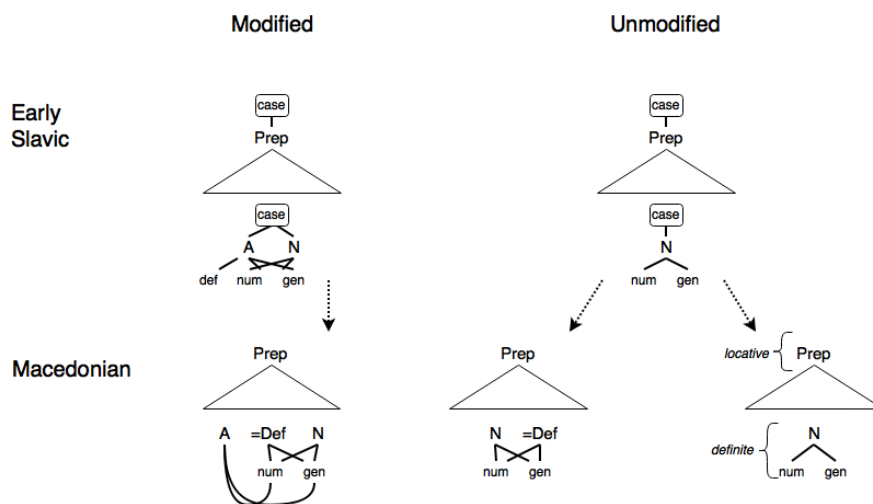 Modified Unmodified
case case
Early
Slavic
Prep Prep
case case
A N N
def num gen num gen
Prep Prep locative Prep
Macedonian
A =Def N N =Def definite N
num gen num gen num gen